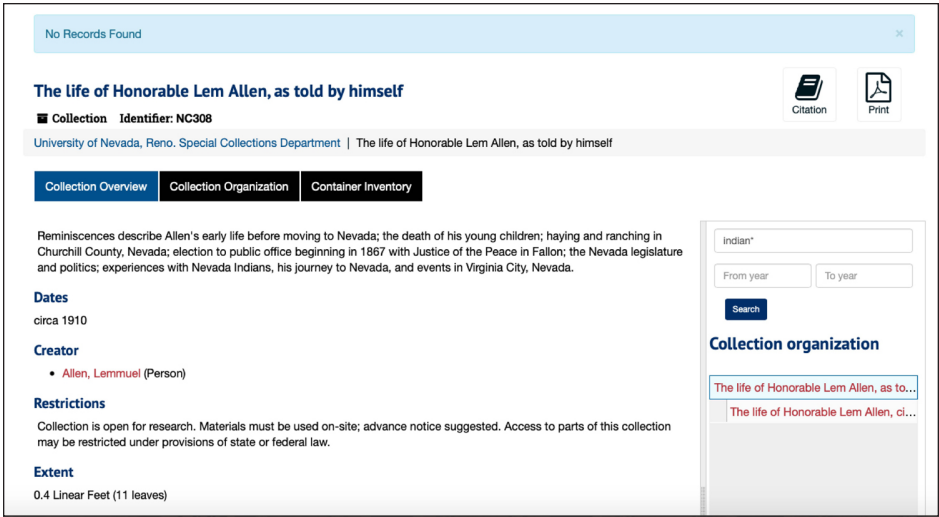 No Records Found ×
The life of Honorable Lem Allen, as told by himself
Citation
Print
Collection Identifier: NC308
University of Nevada, Reno. Special Collections Department | The life of Honorable Lem Allen, as told by himself
Collection Overview
Collection Organization
Container Inventory
Reminiscences describe Allen's early life before moving to Nevada; the death of his young children; haying and ranching in
Churchill County, Nevada; election to public office beginning in 1867 with Justice of the Peace in Fallon; the Nevada legislature
and politics; experiences with Nevada Indians, his journey to Nevada, and events in Virginia City, Nevada.
Dates
circa 1910
Creator
• Allen, Lemmuel (Person)
Restrictions
Collection is open for research. Materials must be used on-site; advance notice suggested. Access to parts of this collection
may be restricted under provisions of state or federal law.
Extent
0.4 Linear Feet (11 leaves)
indian*
From year
To year
Search
Collection organization
The life of Honorable Lem Allen, as to...
The life of Honorable Lem Allen, ci...